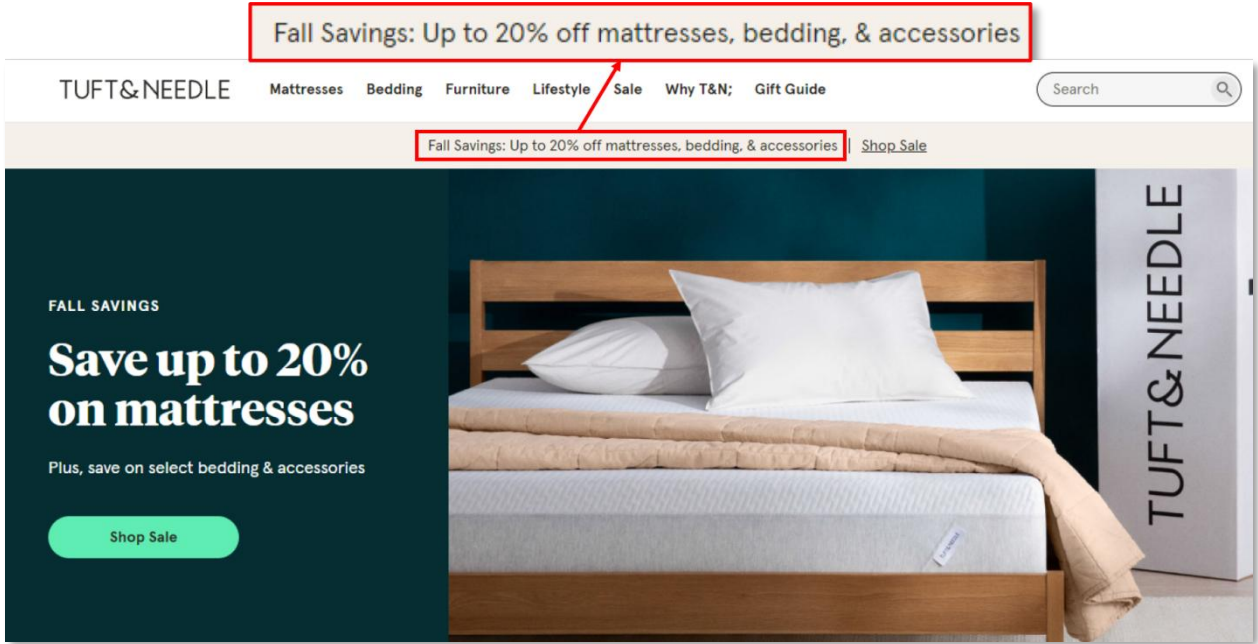 Fall Savings: Up to 20% off mattresses, bedding, & accessories
TUFT&NEEDLE Mattresses Bedding Furniture Lifestyle Sale Why T&N; Gift Guide Search
Fall Savings: Up to 20% off mattresses, bedding, & accessories | Shop Sale
FALL SAVINGS
Save up to 20%
on mattresses
Plus, save on select bedding & accessories
Shop Sale
TUFT&NEEDLE
TUFT&NEEDLE